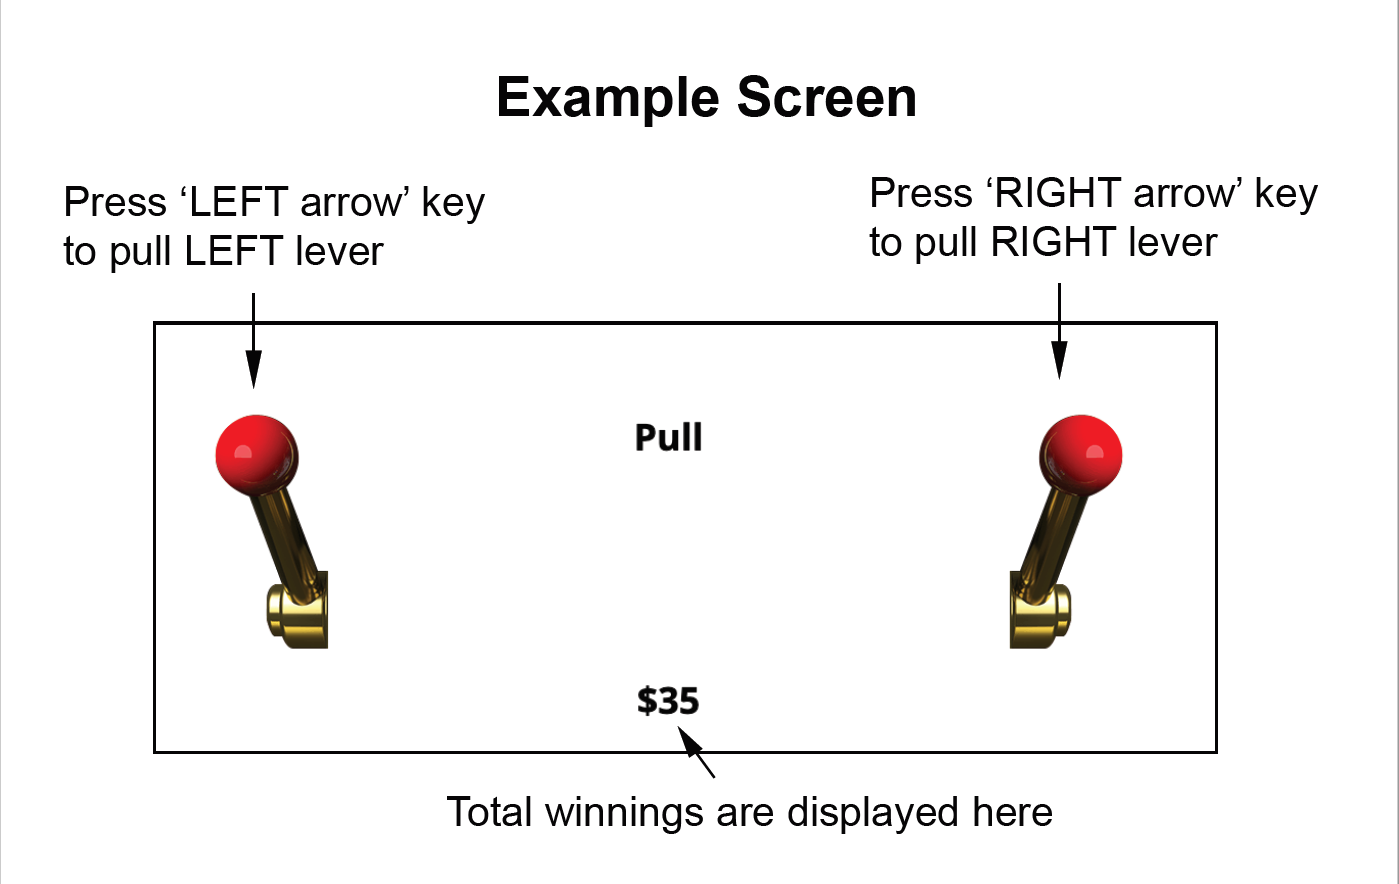 Example Screen
Press ‘LEFT arrow’ key
to pull LEFT lever
Press ‘RIGHT arrow’ key
to pull RIGHT lever
Pull
$35
Total winnings are displayed here